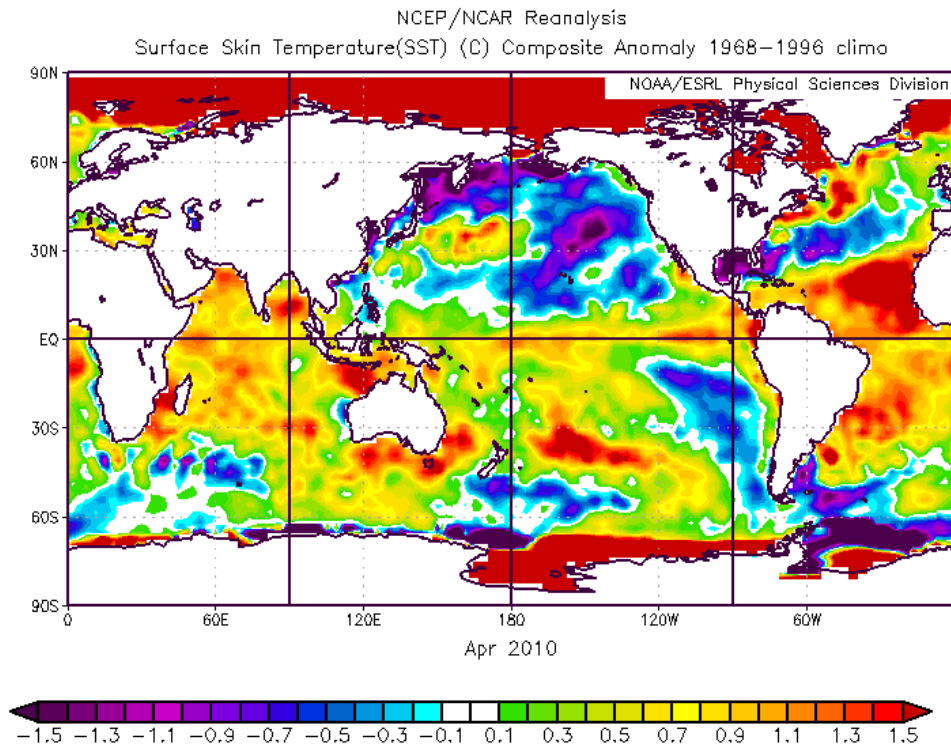 NCEP/NCAR Reanalysis
Surface Skin Temperature(SST) (C) Composite Anomaly 1968-1996 climo
90N
NOAA/ESRL Physical Sciences Division
60N
30N
EQ
30S
60S
90S
0 60E 120E 180 120W 60W
Apr 2010
-1.5 -1.3 -1.1 -0.9 -0.7 -0.5 -0.3 -0.1 0.1 0.3 0.5 0.7 0.9 1.1 1.3 1.5